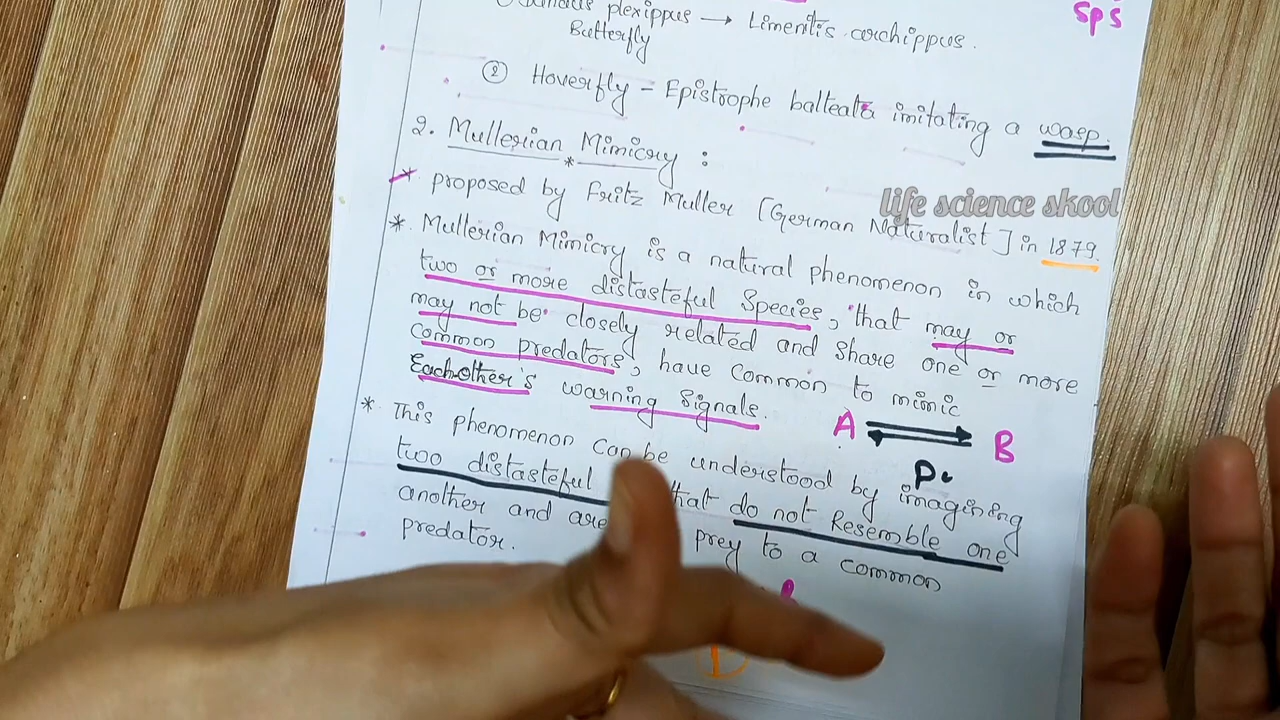 sps
plexippus → Limenitis archippus.
Butterfly
② Hoverfly - Epistrophe balteata imitating a wasp.
2. Mullerian Mimicry :
* proposed by Fritz Muller [German Naturalist] in 1879.
life science skool
* Mullerian Mimicry is a natural phenomenon in which
two or more distasteful species, that may or
may not be closely related and share one or more
common predators, have common to mimic
Eachother's warning signals.
A B
P
* This phenomenon can be understood by imagining
two distasteful that do not Resemble one
another and are prey to a common
predator.